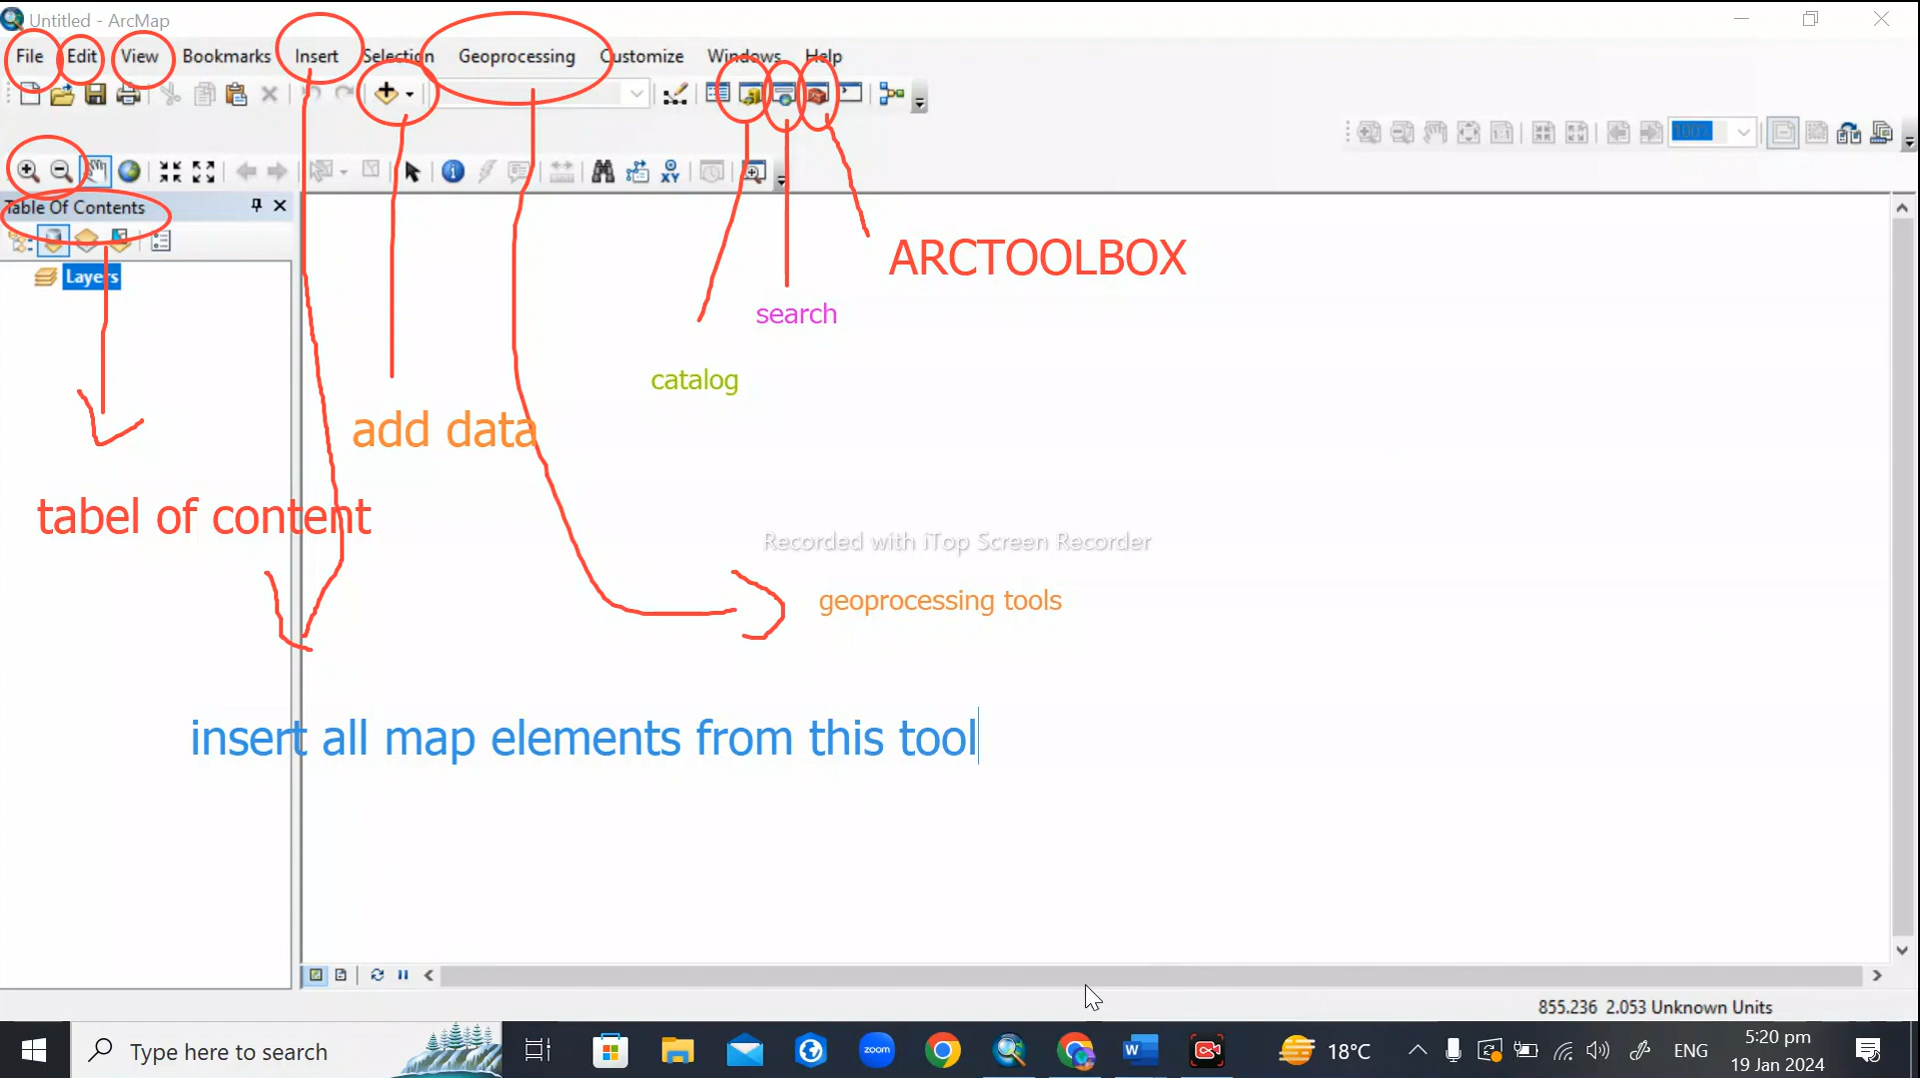 Untitled - ArcMap
File Edit View Bookmarks Insert Selection Geoprocessing Customize Windows Help
100%
Table Of Contents
Layers
ARCTOOLBOX
search
catalog
add data
tabel of content
Recorded with iTop Screen Recorder
geoprocessing tools
insert all map elements from this tool
855.236 2.053 Unknown Units
Type here to search
zoom
W
18°C
ENG
5:20 pm
19 Jan 2024